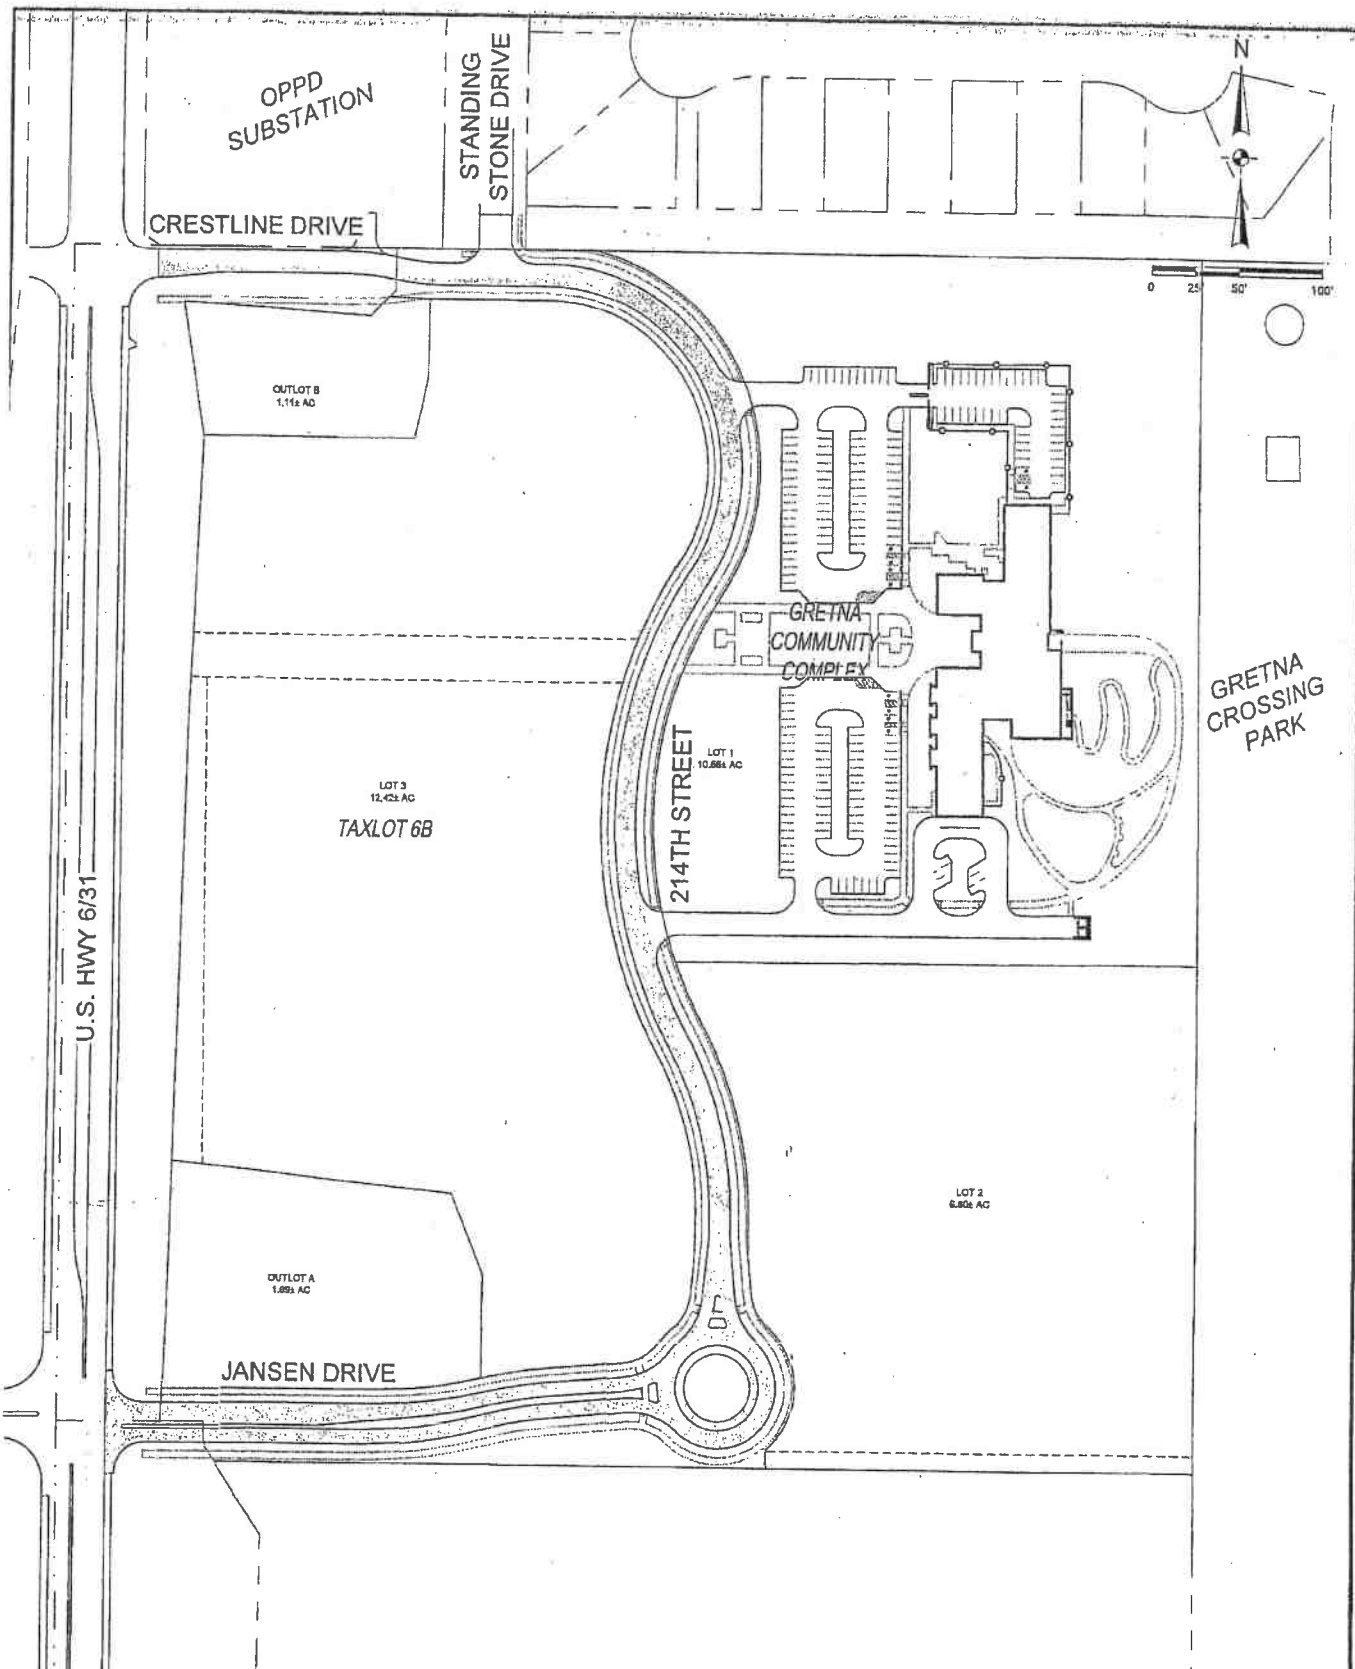 N
OPPD
SUBSTATION
STANDING
STONE DRIVE
CRESTLINE DRIVE
0 25' 50' 100'
OUTLOT B
1.11± AC
GRETNA
COMMUNITY
COMPLEX
GRETNA
CROSSING
PARK
214TH STREET
LOT 1
10.66± AC
LOT 3
12.42± AC
TAXLOT 6B
U.S. HWY 6/31
LOT 2
6.80± AC
OUTLOT A
1.69± AC
JANSEN DRIVE